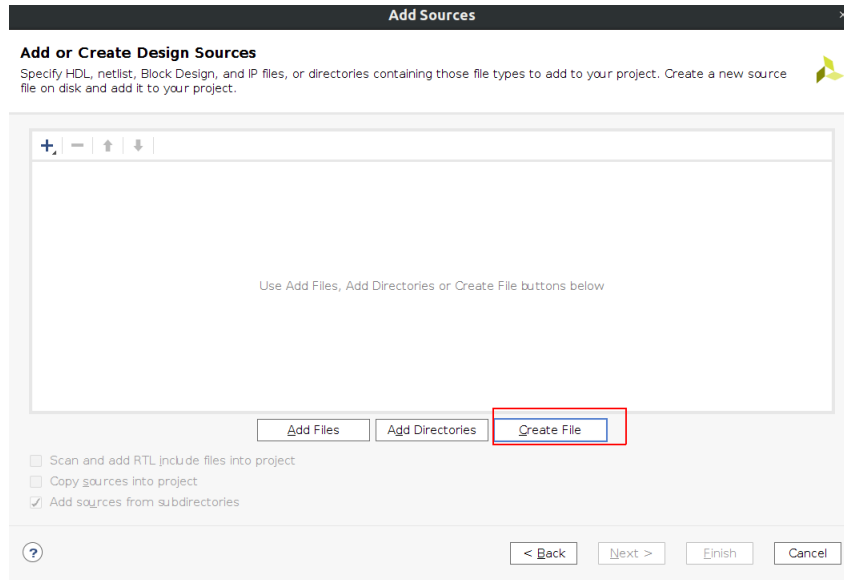 Add Sources
Add or Create Design Sources
Specify HDL, netlist, Block Design, and IP files, or directories containing those file types to add to your project. Create a new source
file on disk and add it to your project.
Use Add Files, Add Directories or Create File buttons below
Add Files Add Directories Create File
Scan and add RTL include files into project
Copy sources into project
Add sources from subdirectories
? < Back Next > Finish Cancel